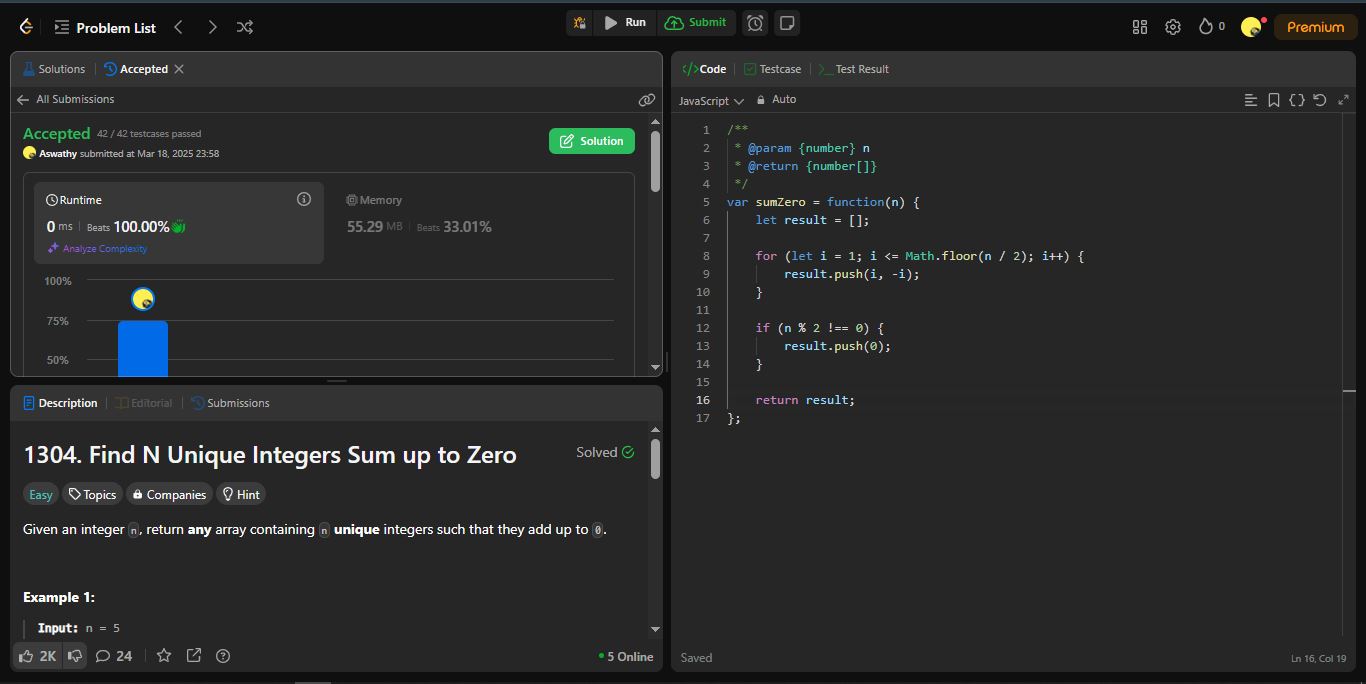 Problem List
Run
Submit
0
Premium
Solutions
Accepted
All Submissions
Accepted 42 / 42 testcases passed
Aswathy submitted at Mar 18, 2025 23:58
Solution
Runtime
0 ms Beats 100.00%
Analyze Complexity
Memory
55.29 MB Beats 33.01%
100%
75%
50%
Description
Editorial
Submissions
1304. Find N Unique Integers Sum up to Zero
Solved
Easy
Topics
Companies
Hint
Given an integer n, return any array containing n unique integers such that they add up to 0.
Example 1:
Input: n = 5
2K
24
5 Online
</>Code
Testcase
Test Result
JavaScript
Auto
1 /**
2 * @param {number} n
3 * @return {number[]}
4 */
5 var sumZero = function(n) {
6 let result = [];
7
8 for (let i = 1; i <= Math.floor(n / 2); i++) {
9 result.push(i, -i);
10 }
11
12 if (n % 2 !== 0) {
13 result.push(0);
14 }
15
16 return result;
17 };
Saved
Ln 16, Col 19